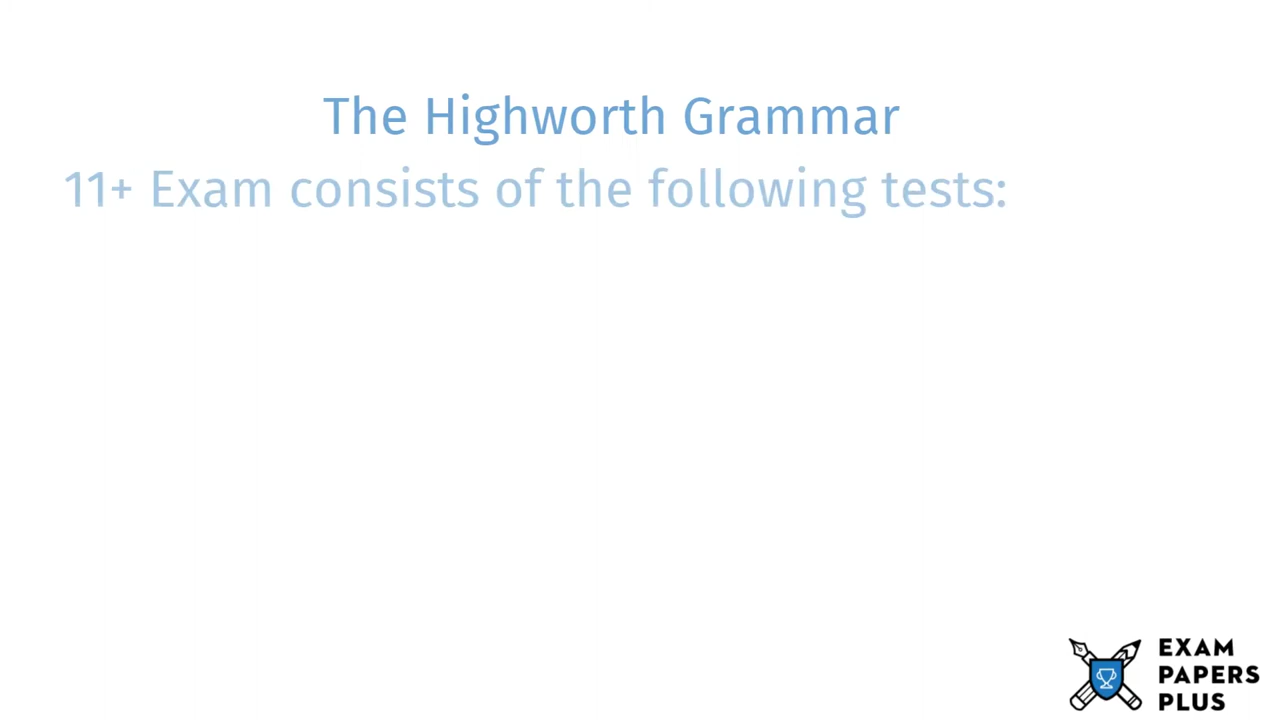 The Highworth Grammar
11+ Exam consists of the following tests:
EXAM
PAPERS
PLUS